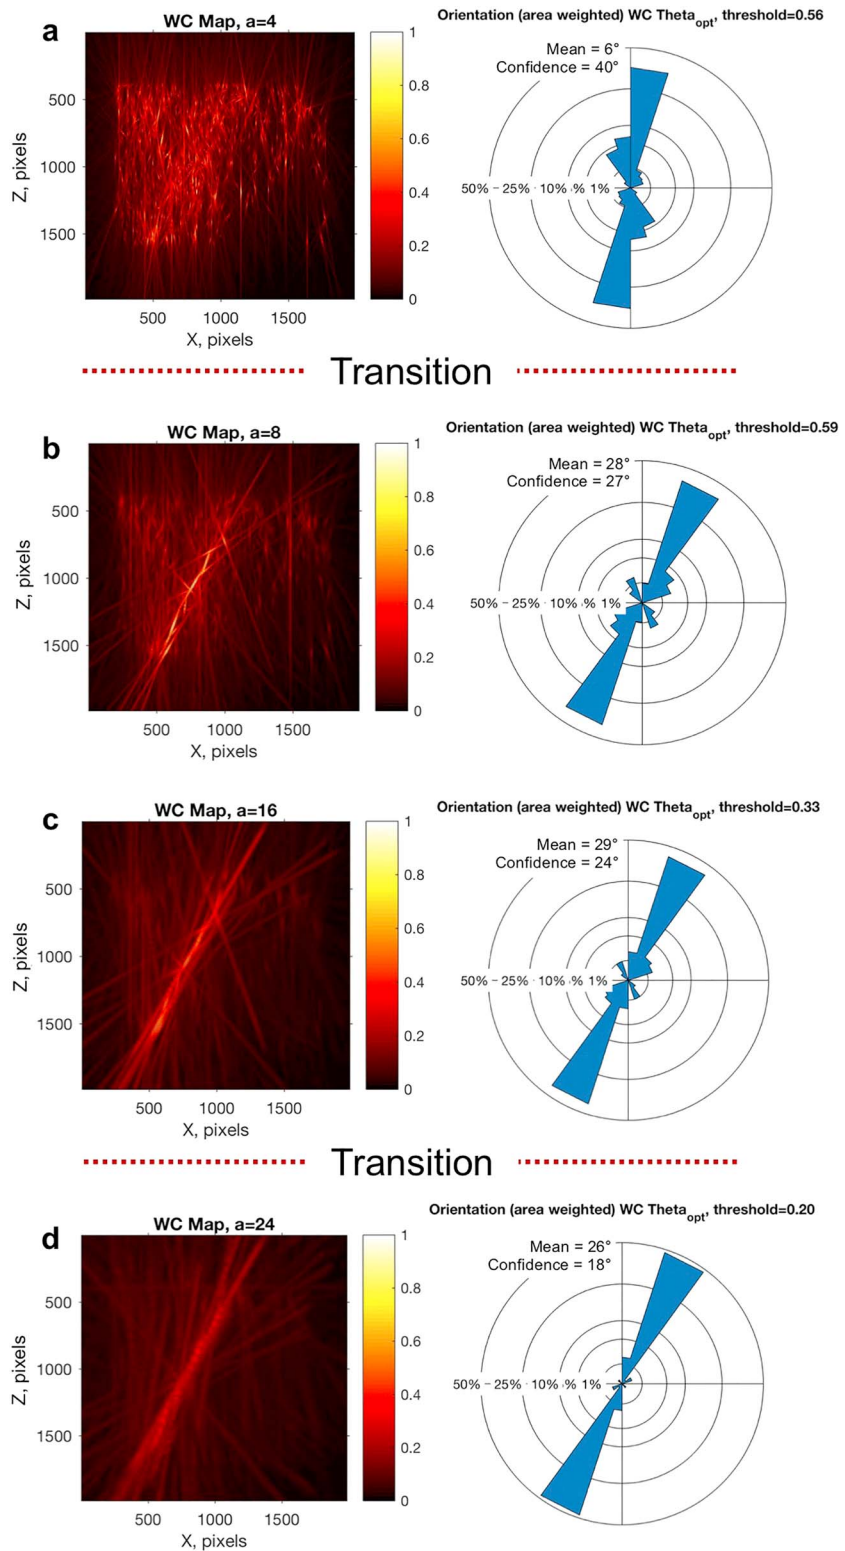 a
WC Map, a=4
Orientation (area weighted) WC Theta_opt, threshold=0.56
Mean = 6°
Confidence = 40°
Z, pixels
500
1000
1500
500 1000 1500
X, pixels
1
0.8
0.6
0.4
0.2
0
50% 25% 10% % 1%
Transition
b
WC Map, a=8
Orientation (area weighted) WC Theta_opt, threshold=0.59
Mean = 28°
Confidence = 27°
Z, pixels
500
1000
1500
500 1000 1500
X, pixels
1
0.8
0.6
0.4
0.2
0
50% 25% 10% % 1%
c
WC Map, a=16
Orientation (area weighted) WC Theta_opt, threshold=0.33
Mean = 29°
Confidence = 24°
Z, pixels
500
1000
1500
500 1000 1500
X, pixels
1
0.8
0.6
0.4
0.2
0
50% 25% 10% % 1%
Transition
d
WC Map, a=24
Orientation (area weighted) WC Theta_opt, threshold=0.20
Mean = 26°
Confidence = 18°
Z, pixels
500
1000
1500
500 1000 1500
X, pixels
1
0.8
0.6
0.4
0.2
0
50% 25% 10% % 1%